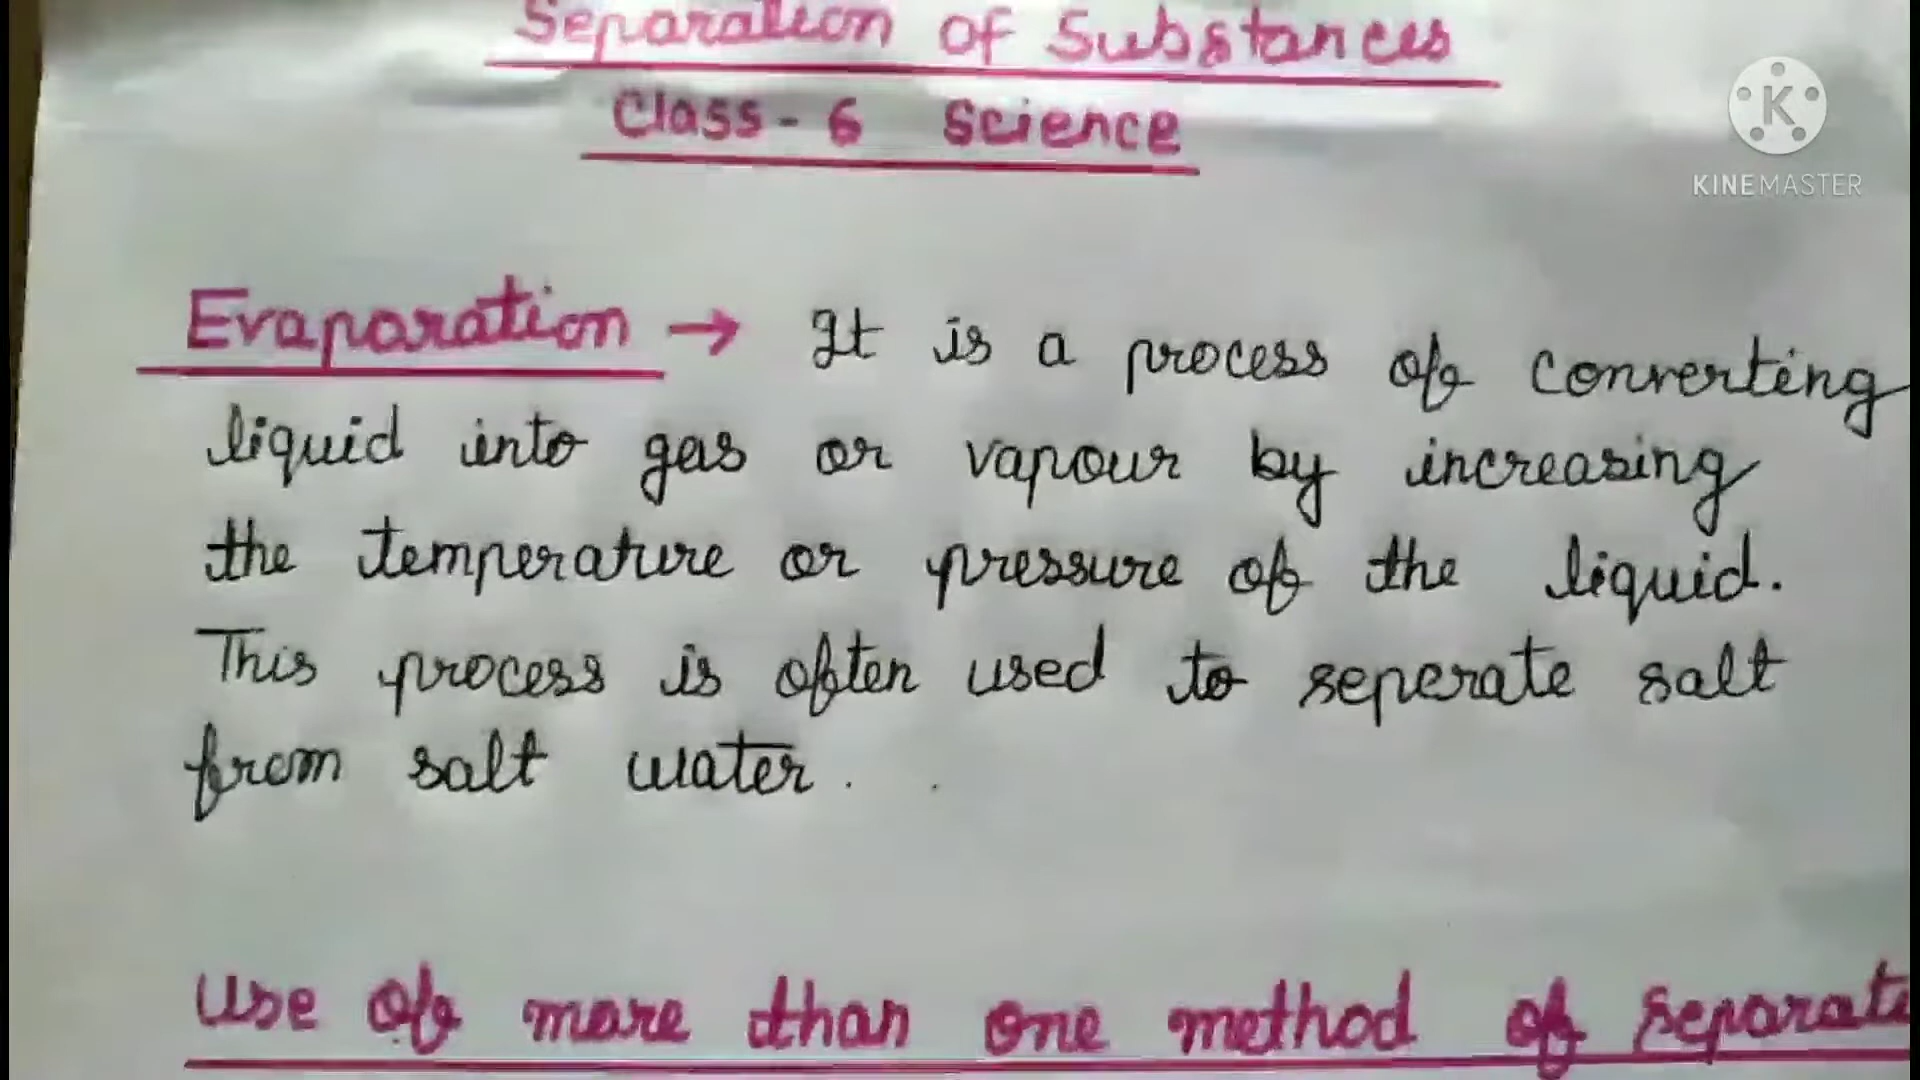 Separation of Substances
Class - 6 Science
KINEMASTER
Evaporation → It is a process of converting
liquid into gas or vapour by increasing
the temperature or pressure of the liquid.
This process is often used to seperate salt
from salt water.
Use of more than one method of separati